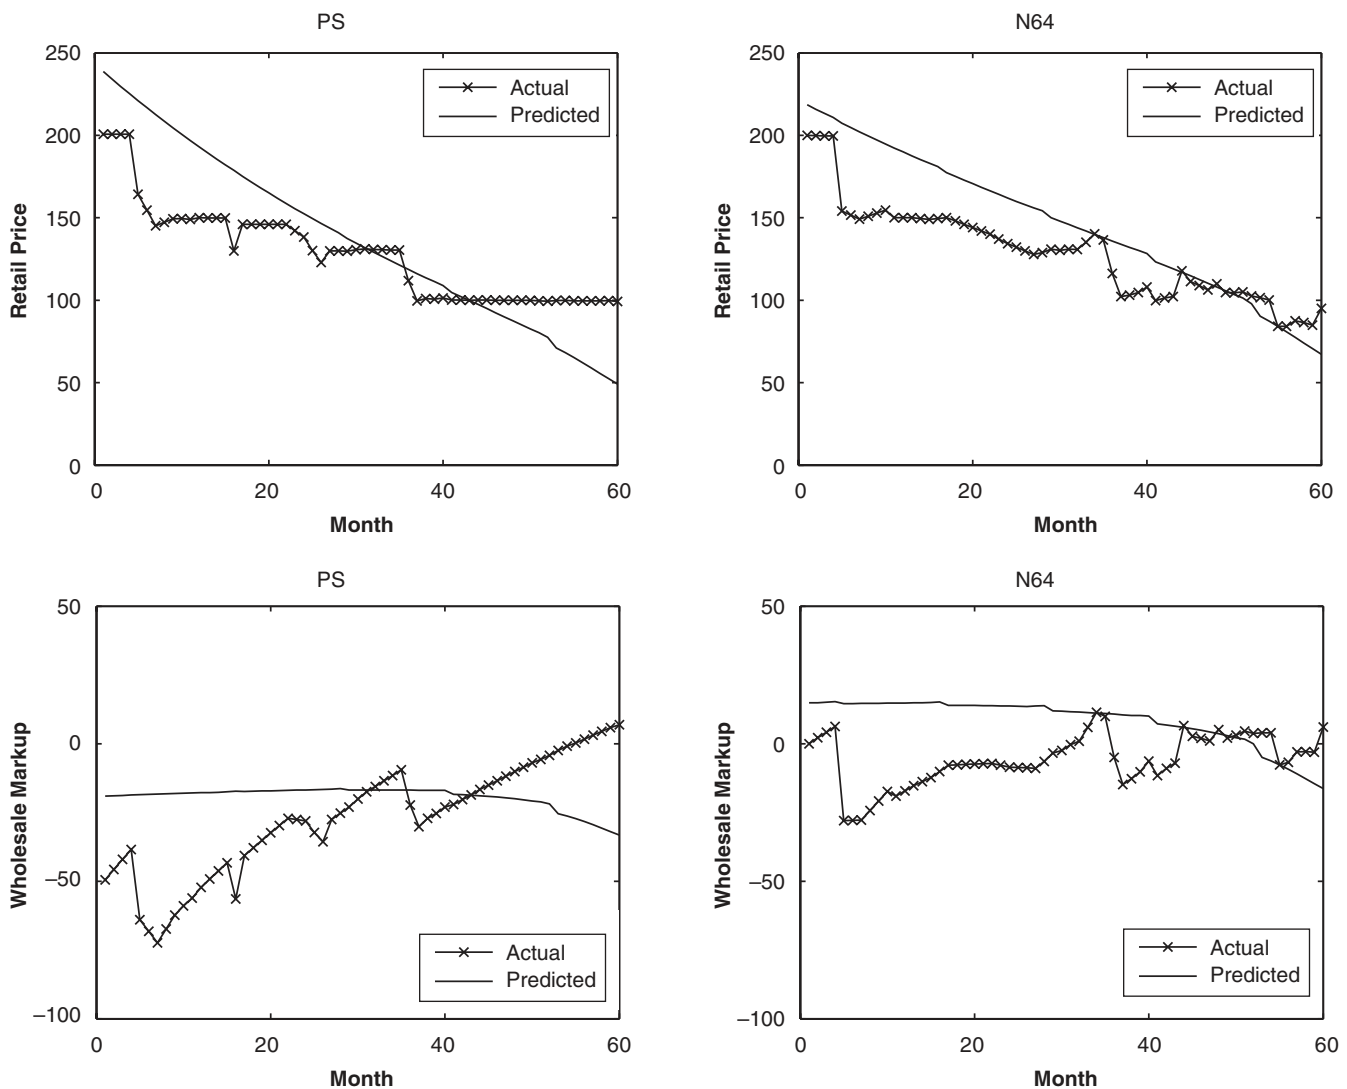 PS
250
200
150
100
50
0
Retail Price
Actual
Predicted
0 20 40 60
Month
N64
250
200
150
100
50
0
Retail Price
Actual
Predicted
0 20 40 60
Month
PS
50
0
–50
–100
Wholesale Markup
Actual
Predicted
0 20 40 60
Month
N64
50
0
–50
–100
Wholesale Markup
Actual
Predicted
0 20 40 60
Month